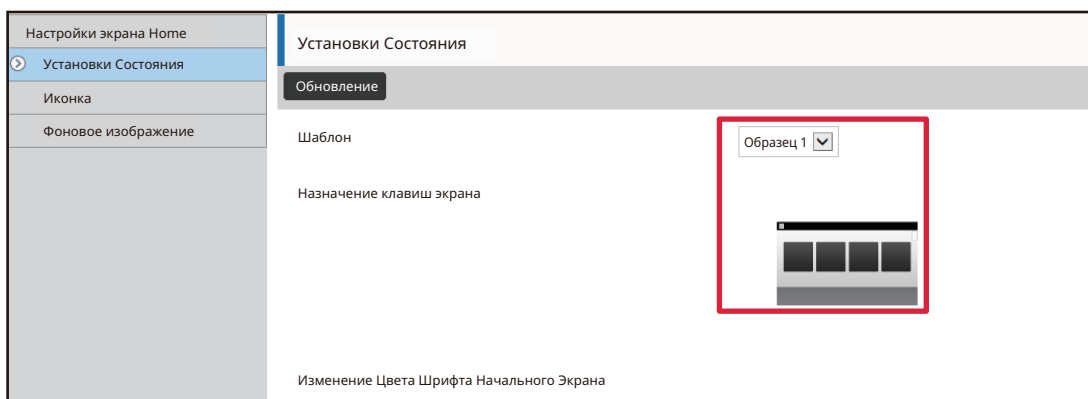 Настройки экрана Home
Установки Состояния
Иконка
Фоновое изображение
Установки Состояния
Обновление
Шаблон
Образец 1
Назначение клавиш экрана
Изменение Цвета Шрифта Начального Экрана